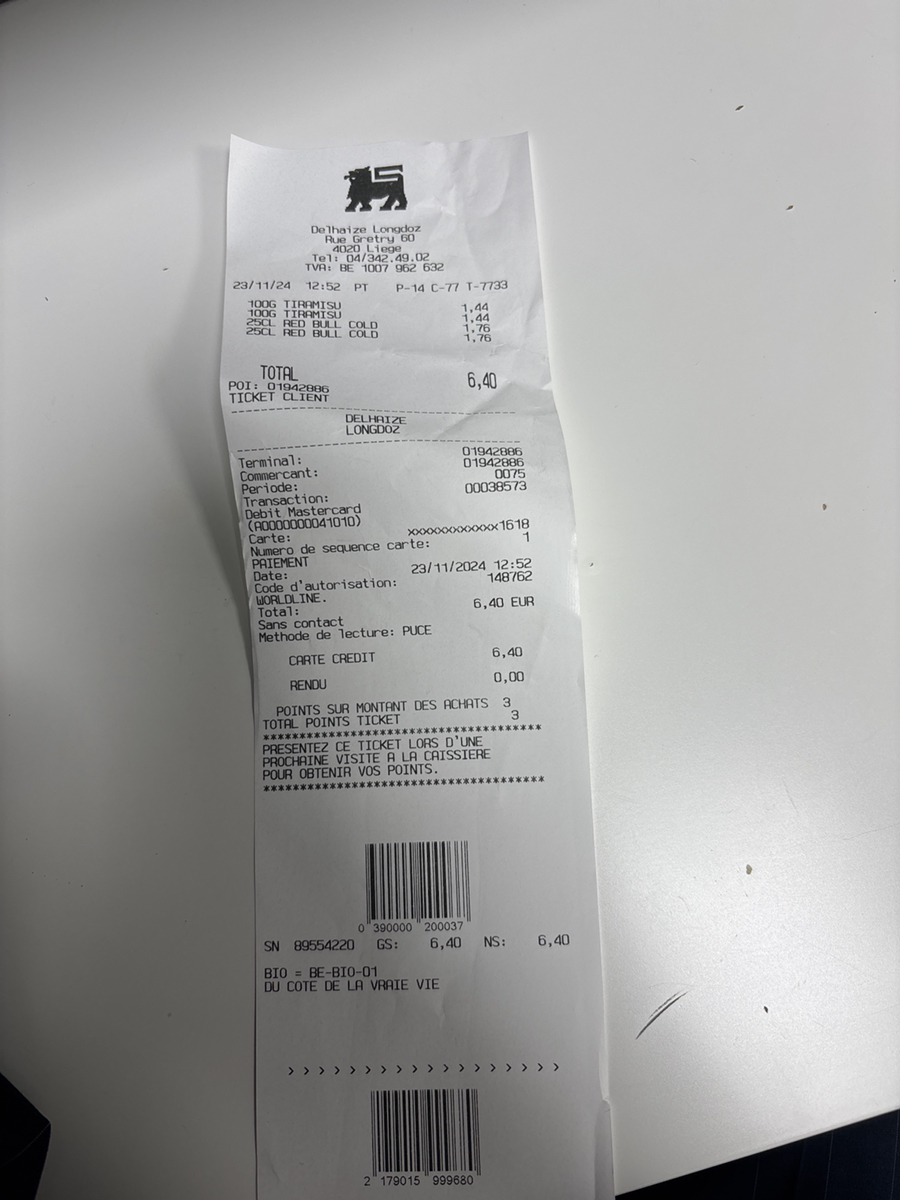 Delhaize Longdoz
Rue Gretry 60
4020 Liege
Tel: 04/342.49.02
TVA: BE 1007 962 632
23/11/24 12:52 PT P-14 C-77 T-7733
100G TIRAMISU 1,44
100G TIRAMISU 1,44
25CL RED BULL COLD 1,76
25CL RED BULL COLD 1,76
TOTAL 6,40
POI: 01942886
TICKET CLIENT
--------------------------------------
DELHAIZE
LONGDOZ
--------------------------------------
Terminal: 01942886
Commercant: 01942886
Periode: 0075
Transaction: 00038573
Debit Mastercard
(A0000000041010)
Carte: xxxxxxxxxxxx1618
Numero de sequence carte: 1
PAIEMENT
Date: 23/11/2024 12:52
Code d'autorisation: 148762
WORLDLINE.
Total: 6,40 EUR
Sans contact
Methode de lecture: PUCE
CARTE CREDIT 6,40
RENDU 0,00
POINTS SUR MONTANT DES ACHATS 3
TOTAL POINTS TICKET 3
**************************************
PRESENTEZ CE TICKET LORS D'UNE
PROCHAINE VISITE A LA CAISSIERE
POUR OBTENIR VOS POINTS.
**************************************
0 390000 200037
SN 89554220 GS: 6,40 NS: 6,40
BIO = BE-BIO-01
DU COTE DE LA VRAIE VIE
> > > > > > > > > > > > > > > > > >
2 179015 999680